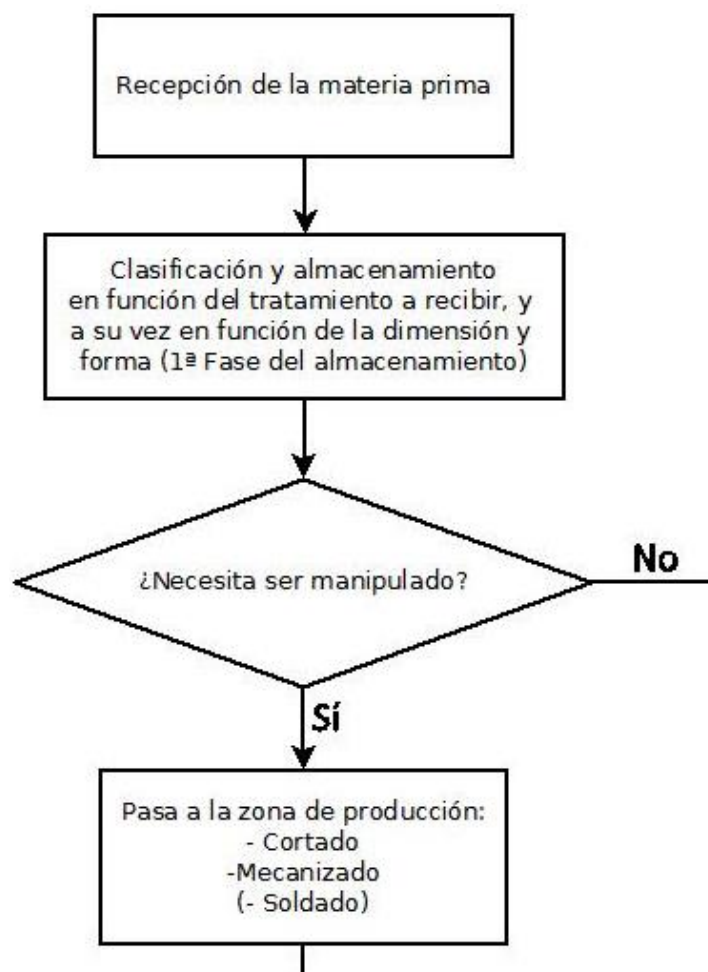 Recepción de la materia prima
Clasificación y almacenamiento
en función del tratamiento a recibir, y
a su vez en función de la dimensión y
forma (1ª Fase del almacenamiento)
¿Necesita ser manipulado?
No
Sí
Pasa a la zona de producción:
- Cortado
-Mecanizado
(- Soldado)